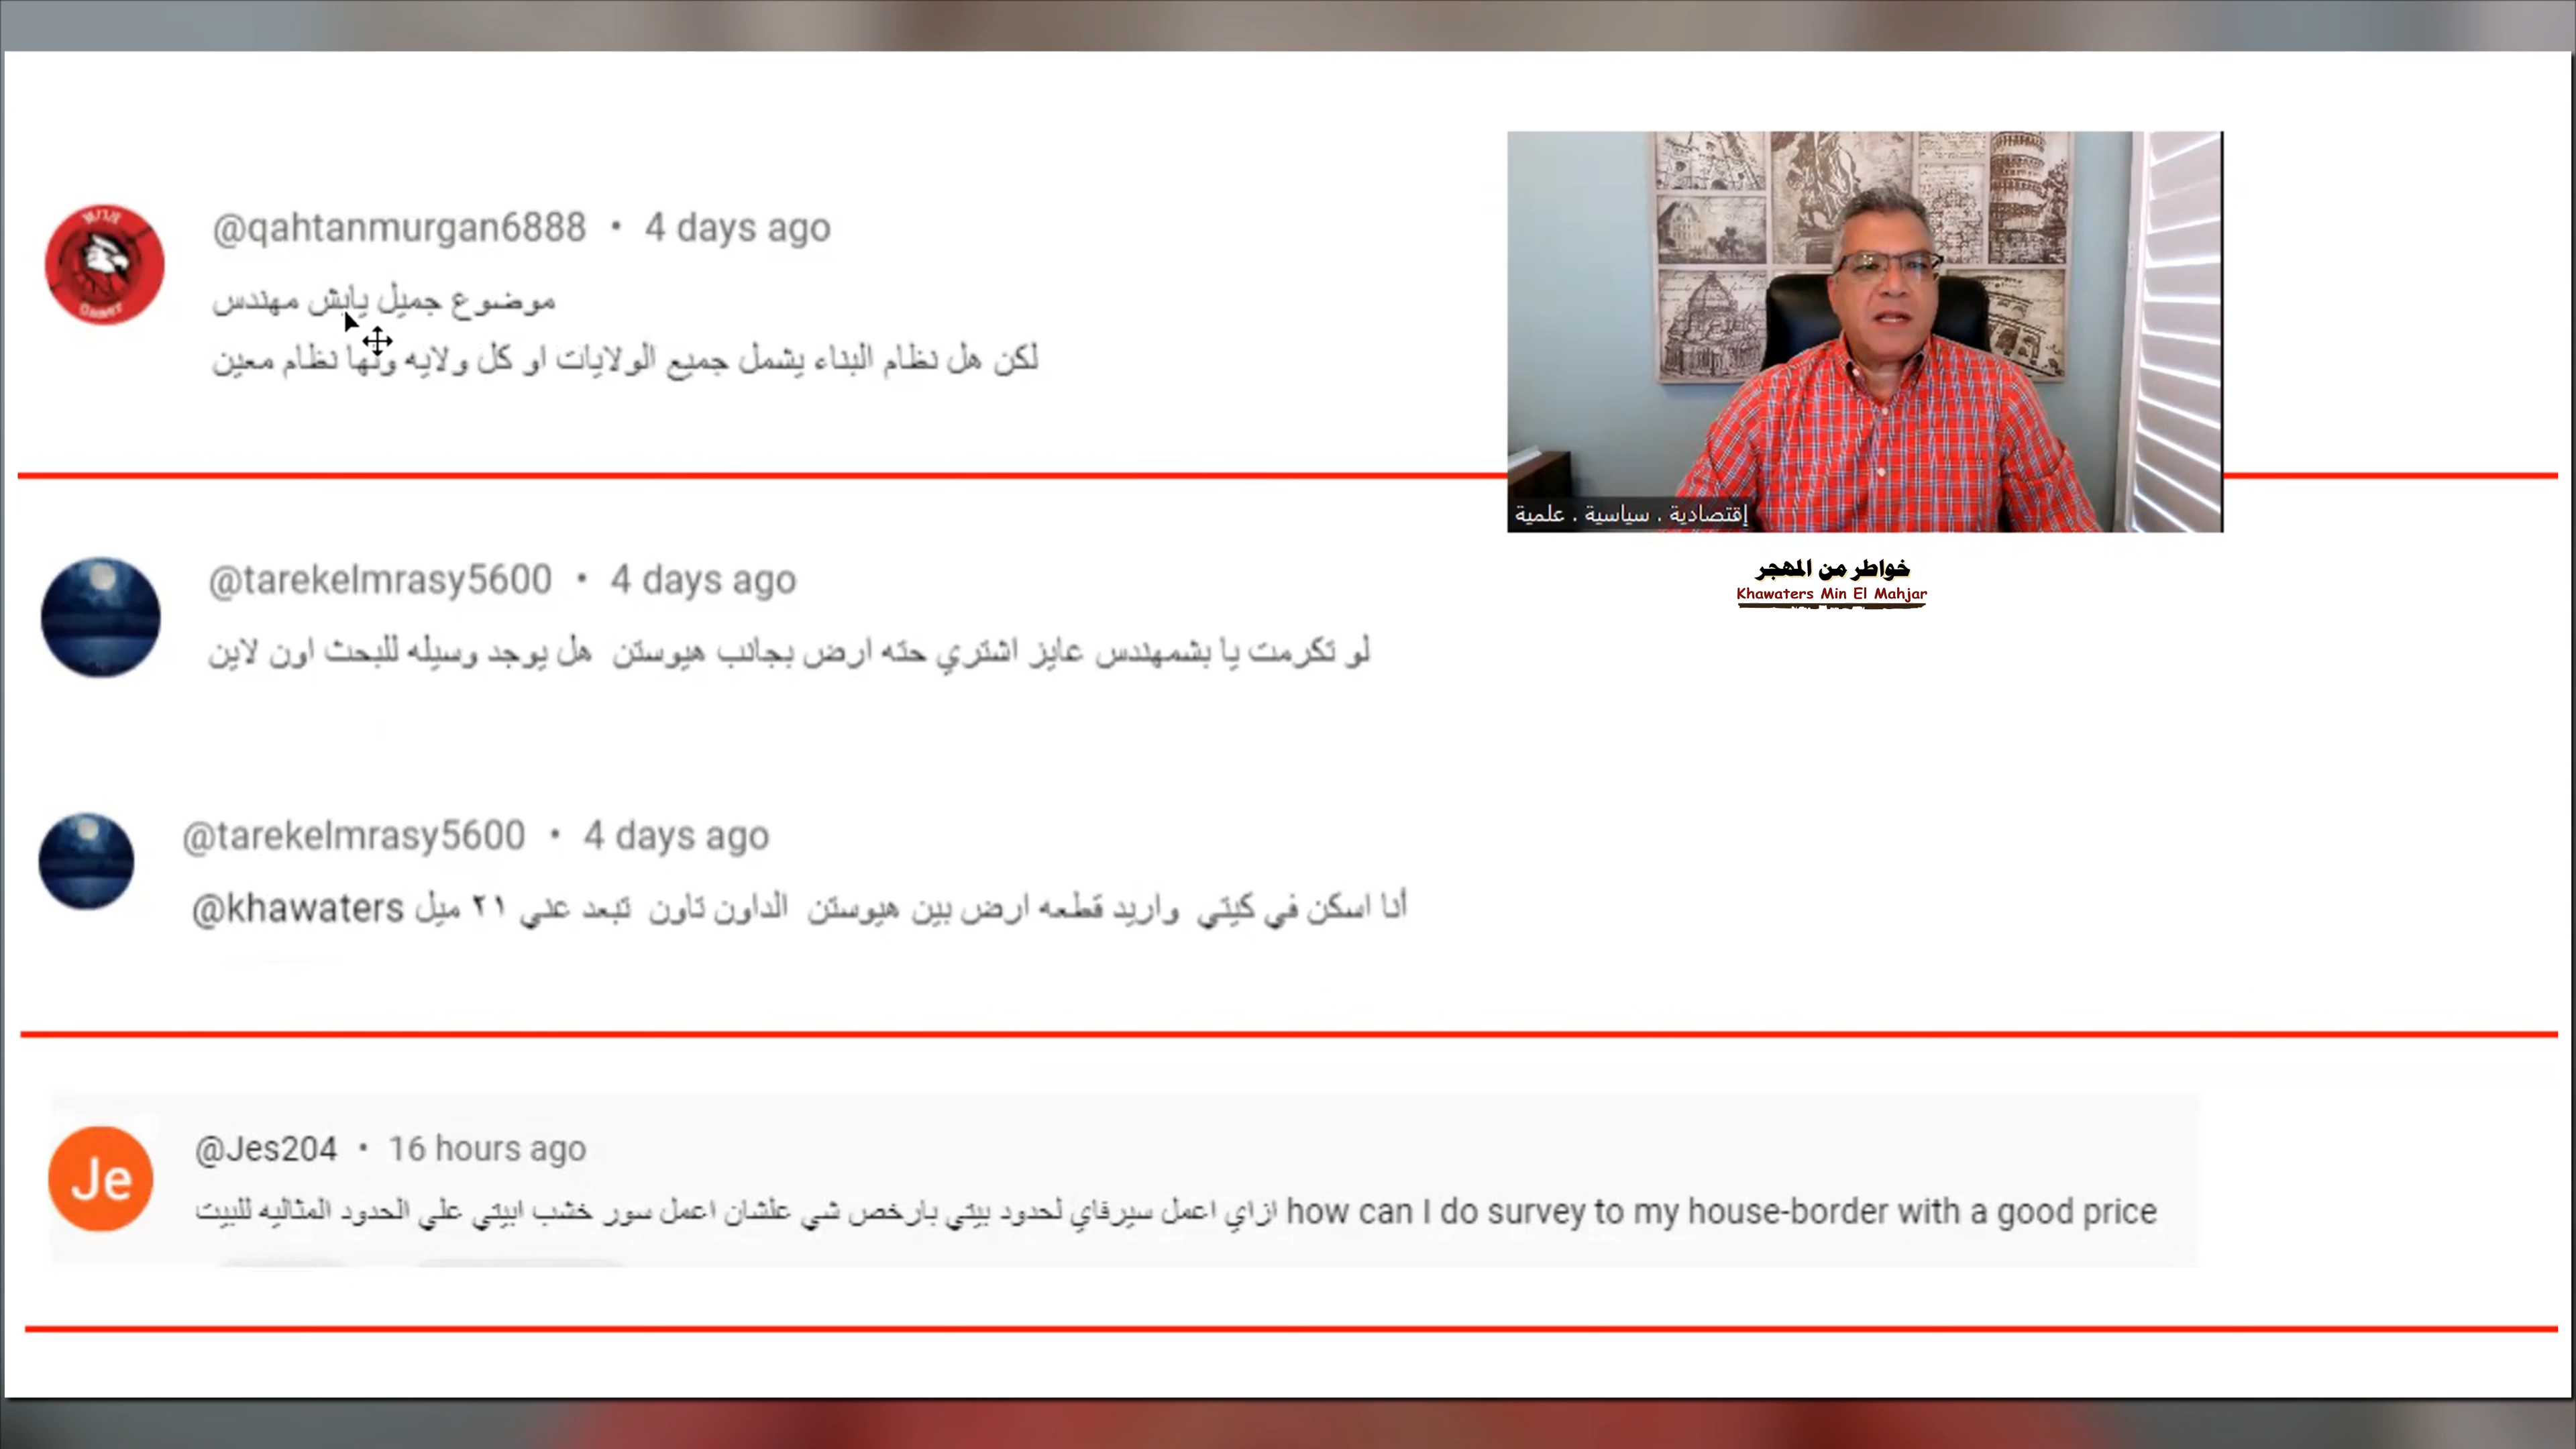 @qahtanmurgan6888 • 4 days ago
موضوع جميل يابش مهندس
لكن هل نظام البناء يشمل جميع الولايات او كل ولايه ولها نظام معين
إقتصادية . سياسية . علمية
خواطر من المهجر
Khawaters Min El Mahjar
@tarekelmrasy5600 • 4 days ago
لو تكرمت يا بشمهندس عايز اشتري حته ارض بجانب هيوستن هل يوجد وسيله للبحث اون لاين
@tarekelmrasy5600 • 4 days ago
@khawaters أنا اسكن في كيتي واريد قطعه ارض بين هيوستن الداون تاون تبعد عني ٢١ ميل
Je
@Jes204 • 16 hours ago
ازاي اعمل سيرفاي لحدود بيتي بارخص شي علشان اعمل سور خشب ابيتي علي الحدود المثاليه للبيت how can I do survey to my house-border with a good price